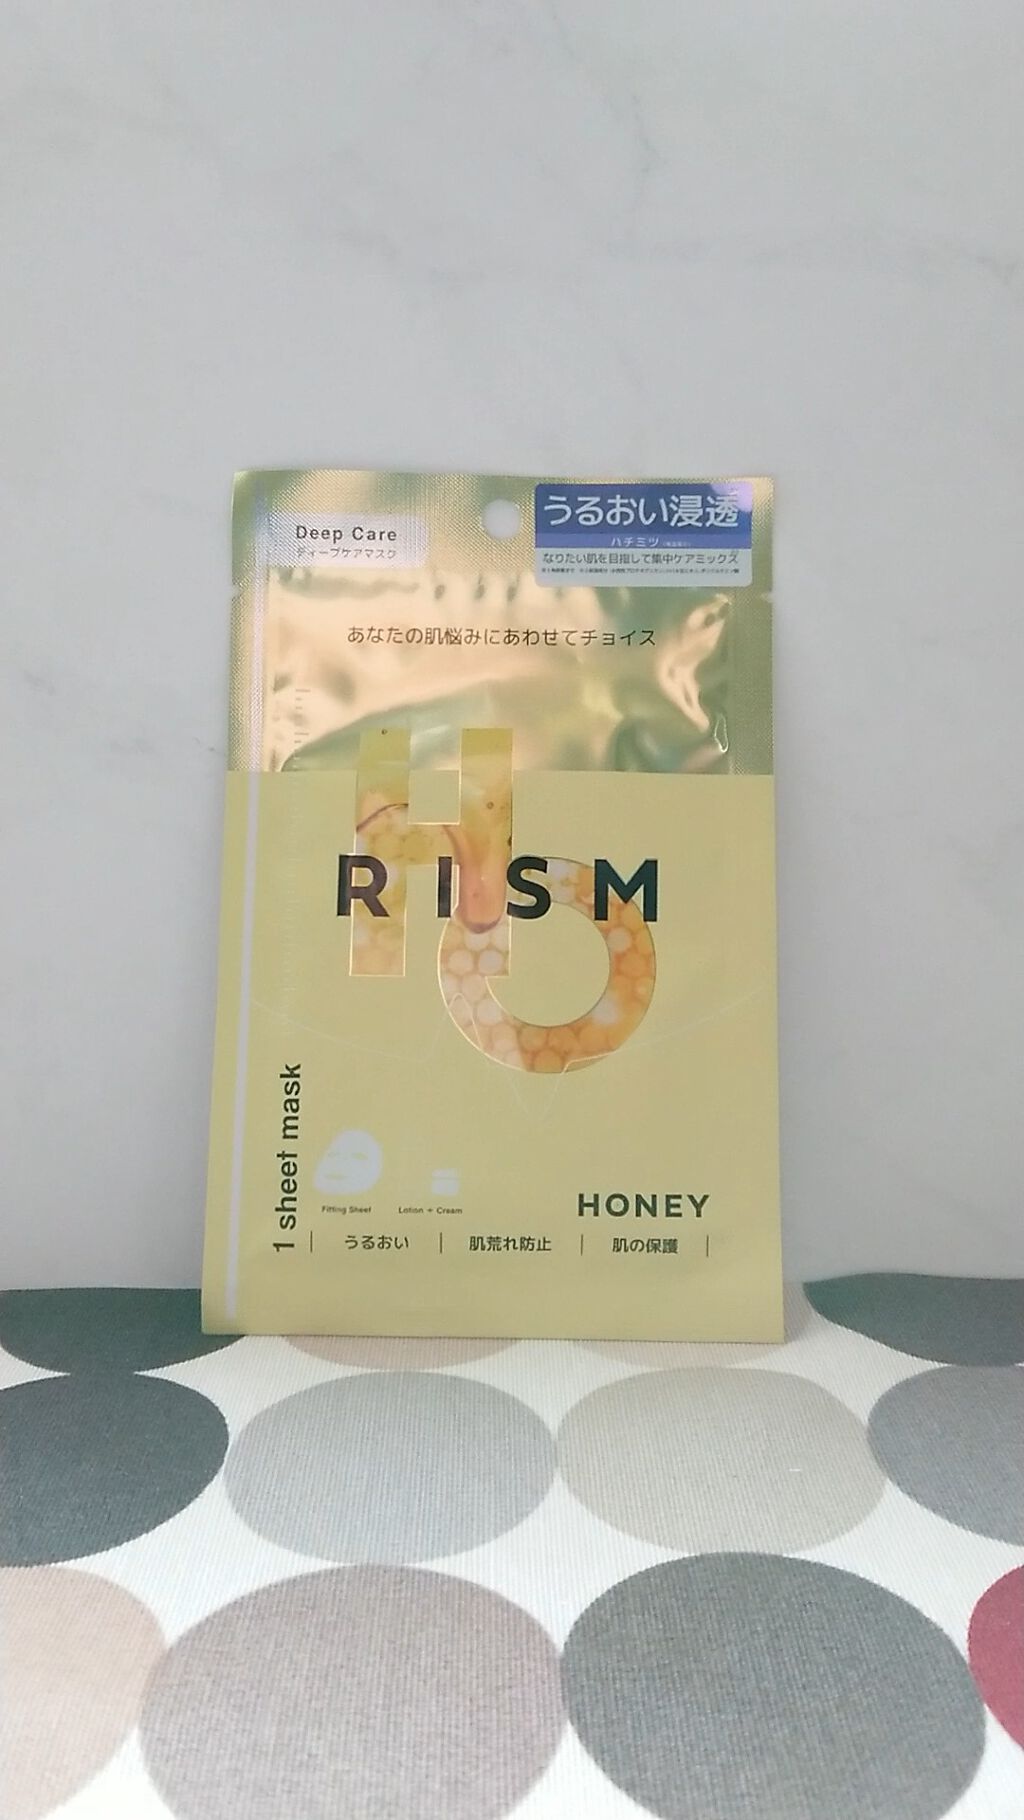 Deep Care
ディープケアマスク
うるおい浸透
ハチミツ
なりたい肌を目指して集中ケアミックス
あなたの肌悩みにあわせてチョイス
Ho
RISM
1 sheet mask
Fitting Sheet
Lotion + Cream
HONEY
うるおい
肌荒れ防止
肌の保護